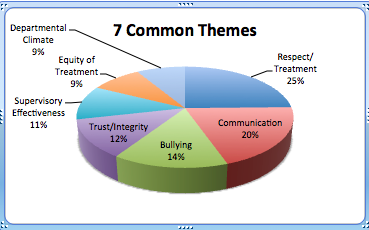 7 Common Themes
Respect/
Treatment
25%
Communication
20%
Bullying
14%
Trust/Integrity
12%
Supervisory
Effectiveness
11%
Equity of
Treatment
9%
Departmental
Climate
9%